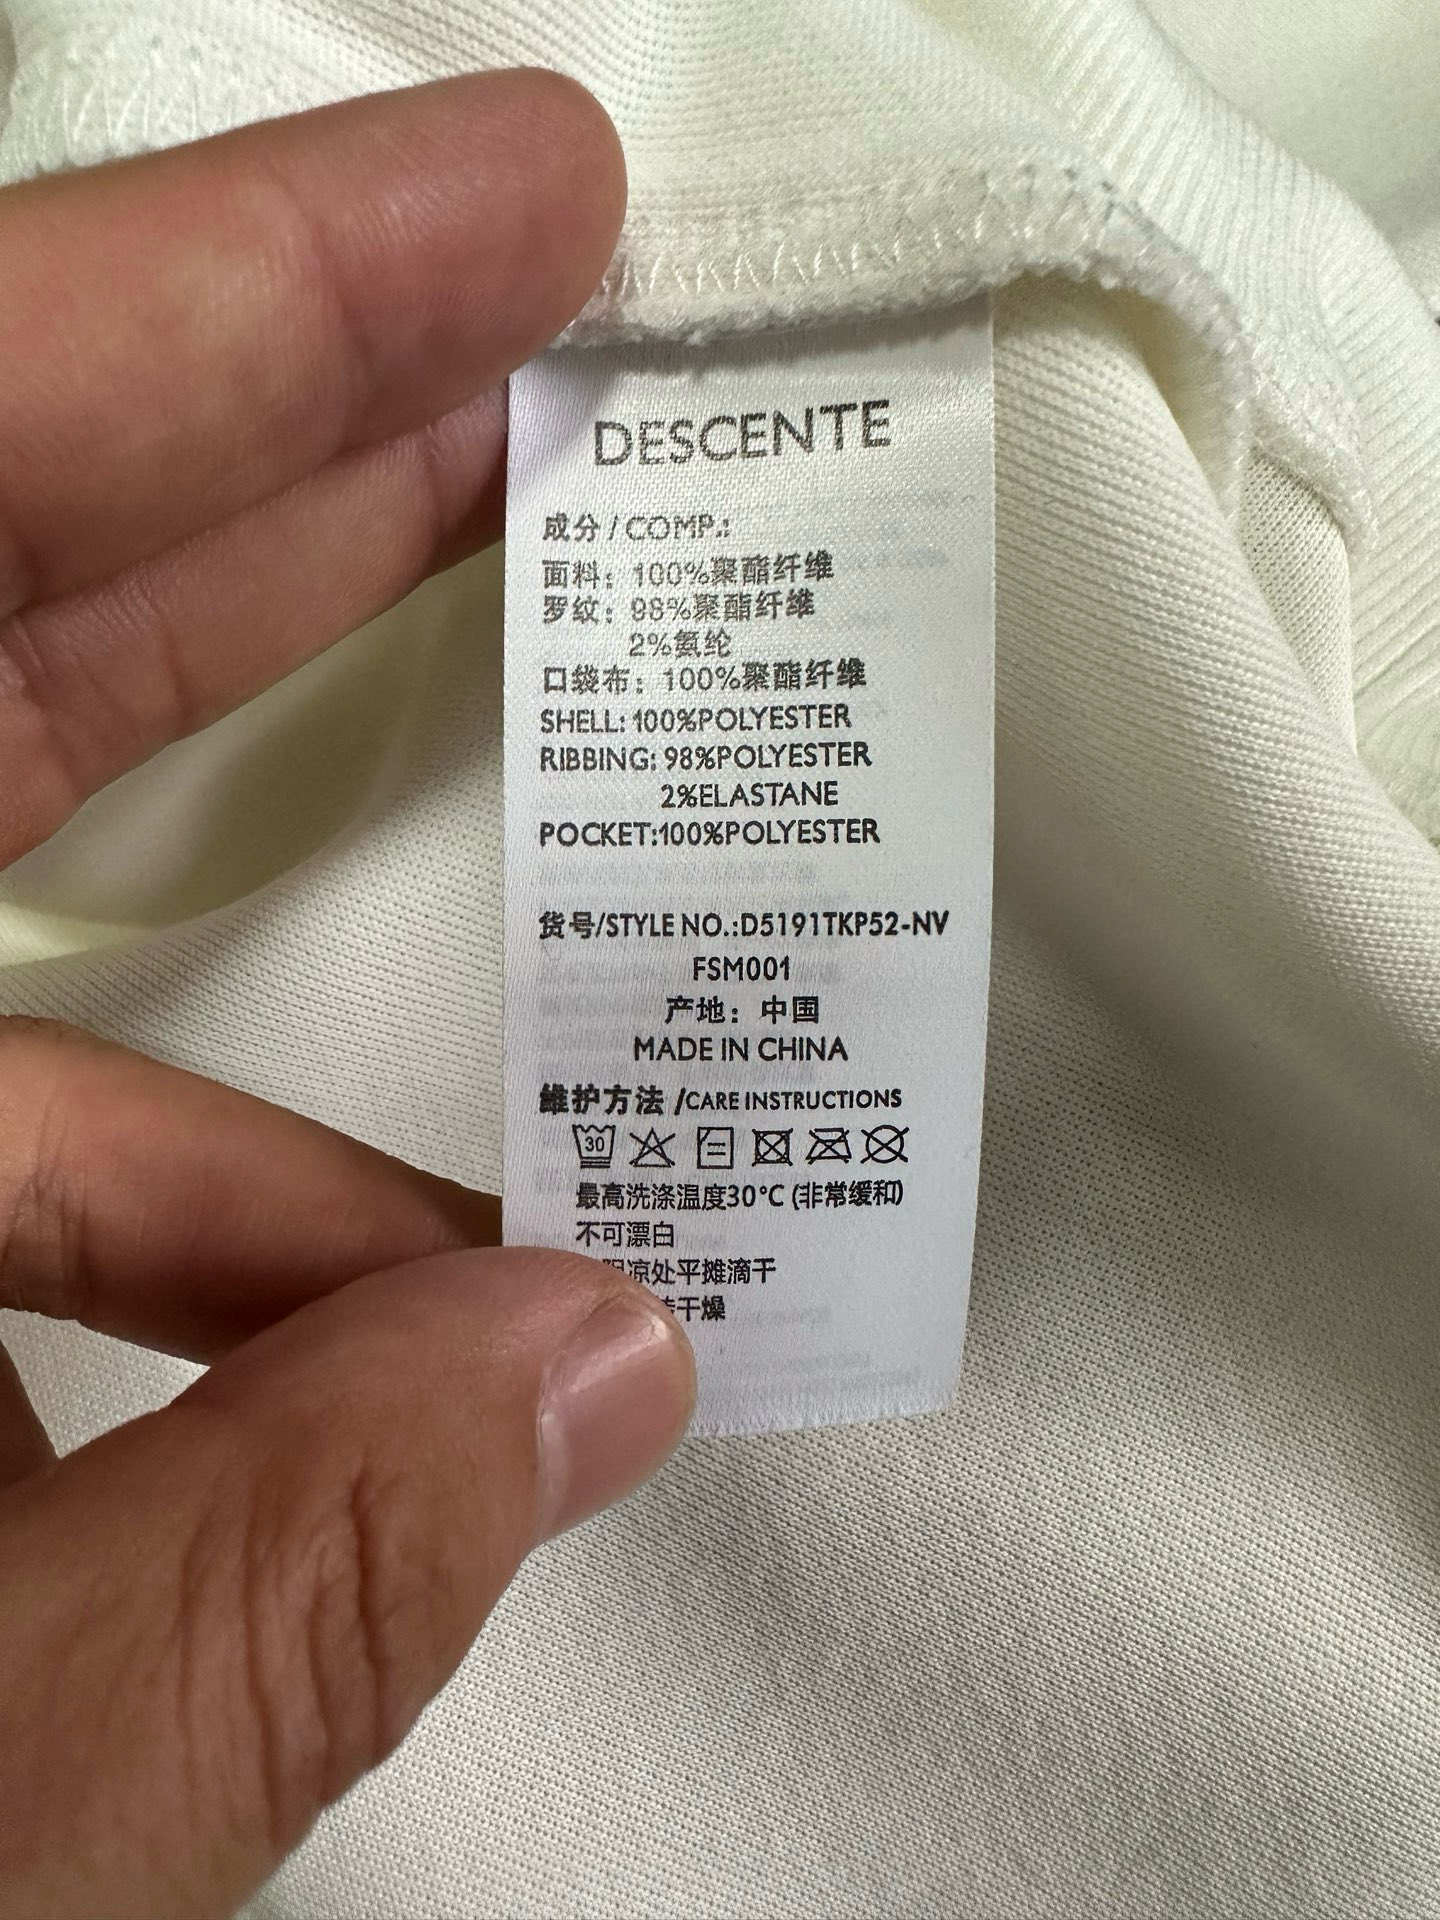 DESCENTE
成分/COMP.:
面料：100%聚酯纤维
罗纹：98%聚酯纤维
2%氨纶
口袋布：100%聚酯纤维
SHELL: 100%POLYESTER
RIBBING: 98%POLYESTER
2%ELASTANE
POCKET:100%POLYESTER
货号/STYLE NO.:D5191TKP52-NV
FSM001
产地：中国
MADE IN CHINA
维护方法 /CARE INSTRUCTIONS
30
最高洗涤温度30°C (非常缓和)
不可漂白
凉处平摊滴干
干燥